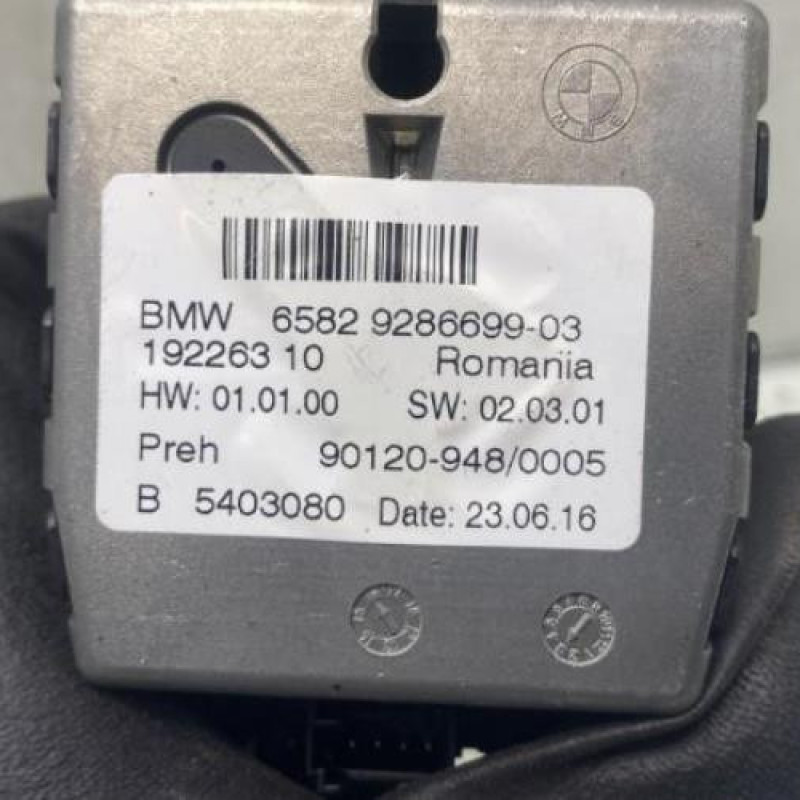 BMW 6582 9286699-03
192263 10 Romania
HW: 01.01.00 SW: 02.03.01
Preh 90120-948/0005
B 5403080 Date: 23.06.16